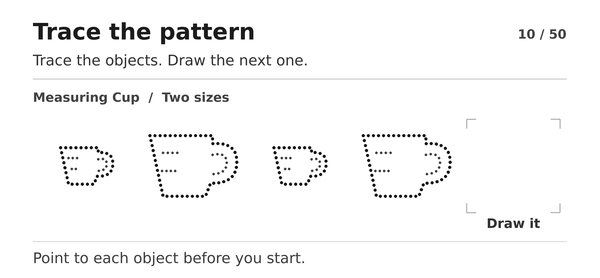 Trace the pattern
10 / 50
Trace the objects. Draw the next one.
Measuring Cup / Two sizes
Draw it
Point to each object before you start.